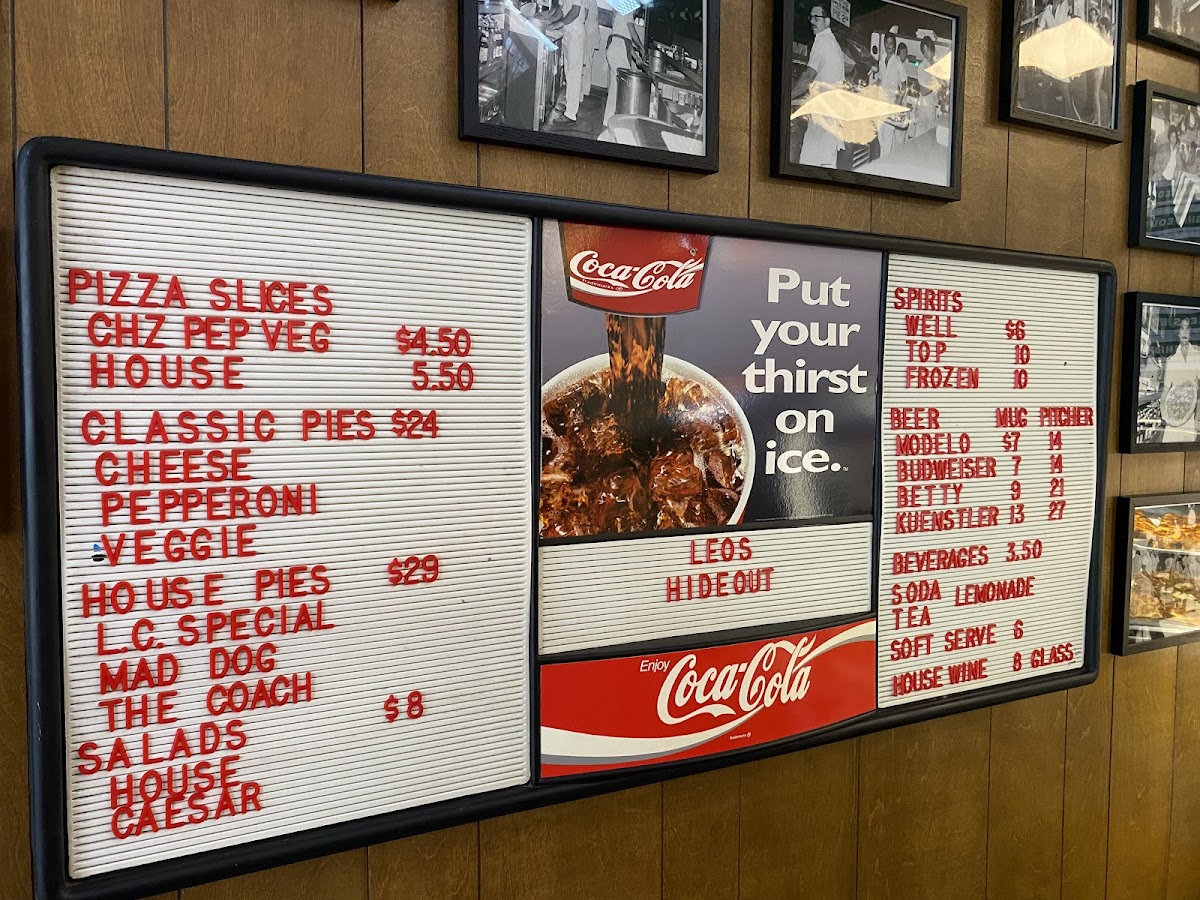 PIZZA SLICES
CHZ PEP VEG $4.50
HOUSE 5.50
CLASSIC PIES $24
CHEESE
PEPPERONI
VEGGIE
HOUSE PIES $29
L.C. SPECIAL
MAD DOG
THE COACH
SALADS $8
HOUSE
CAESAR
Coca-Cola
Put
your
thirst
on
ice.
LEOS
HIDEOUT
Enjoy
Coca-Cola
SPIRITS
WELL $6
TOP 10
FROZEN 10
BEER MUG PITCHER
MODELO $7 14
BUDWEISER 7 14
BETTY 9 21
KUENSTLER 13 27
BEVERAGES 3.50
SODA LEMONADE
TEA
SOFT SERVE 6
HOUSE WINE 8 GLASS